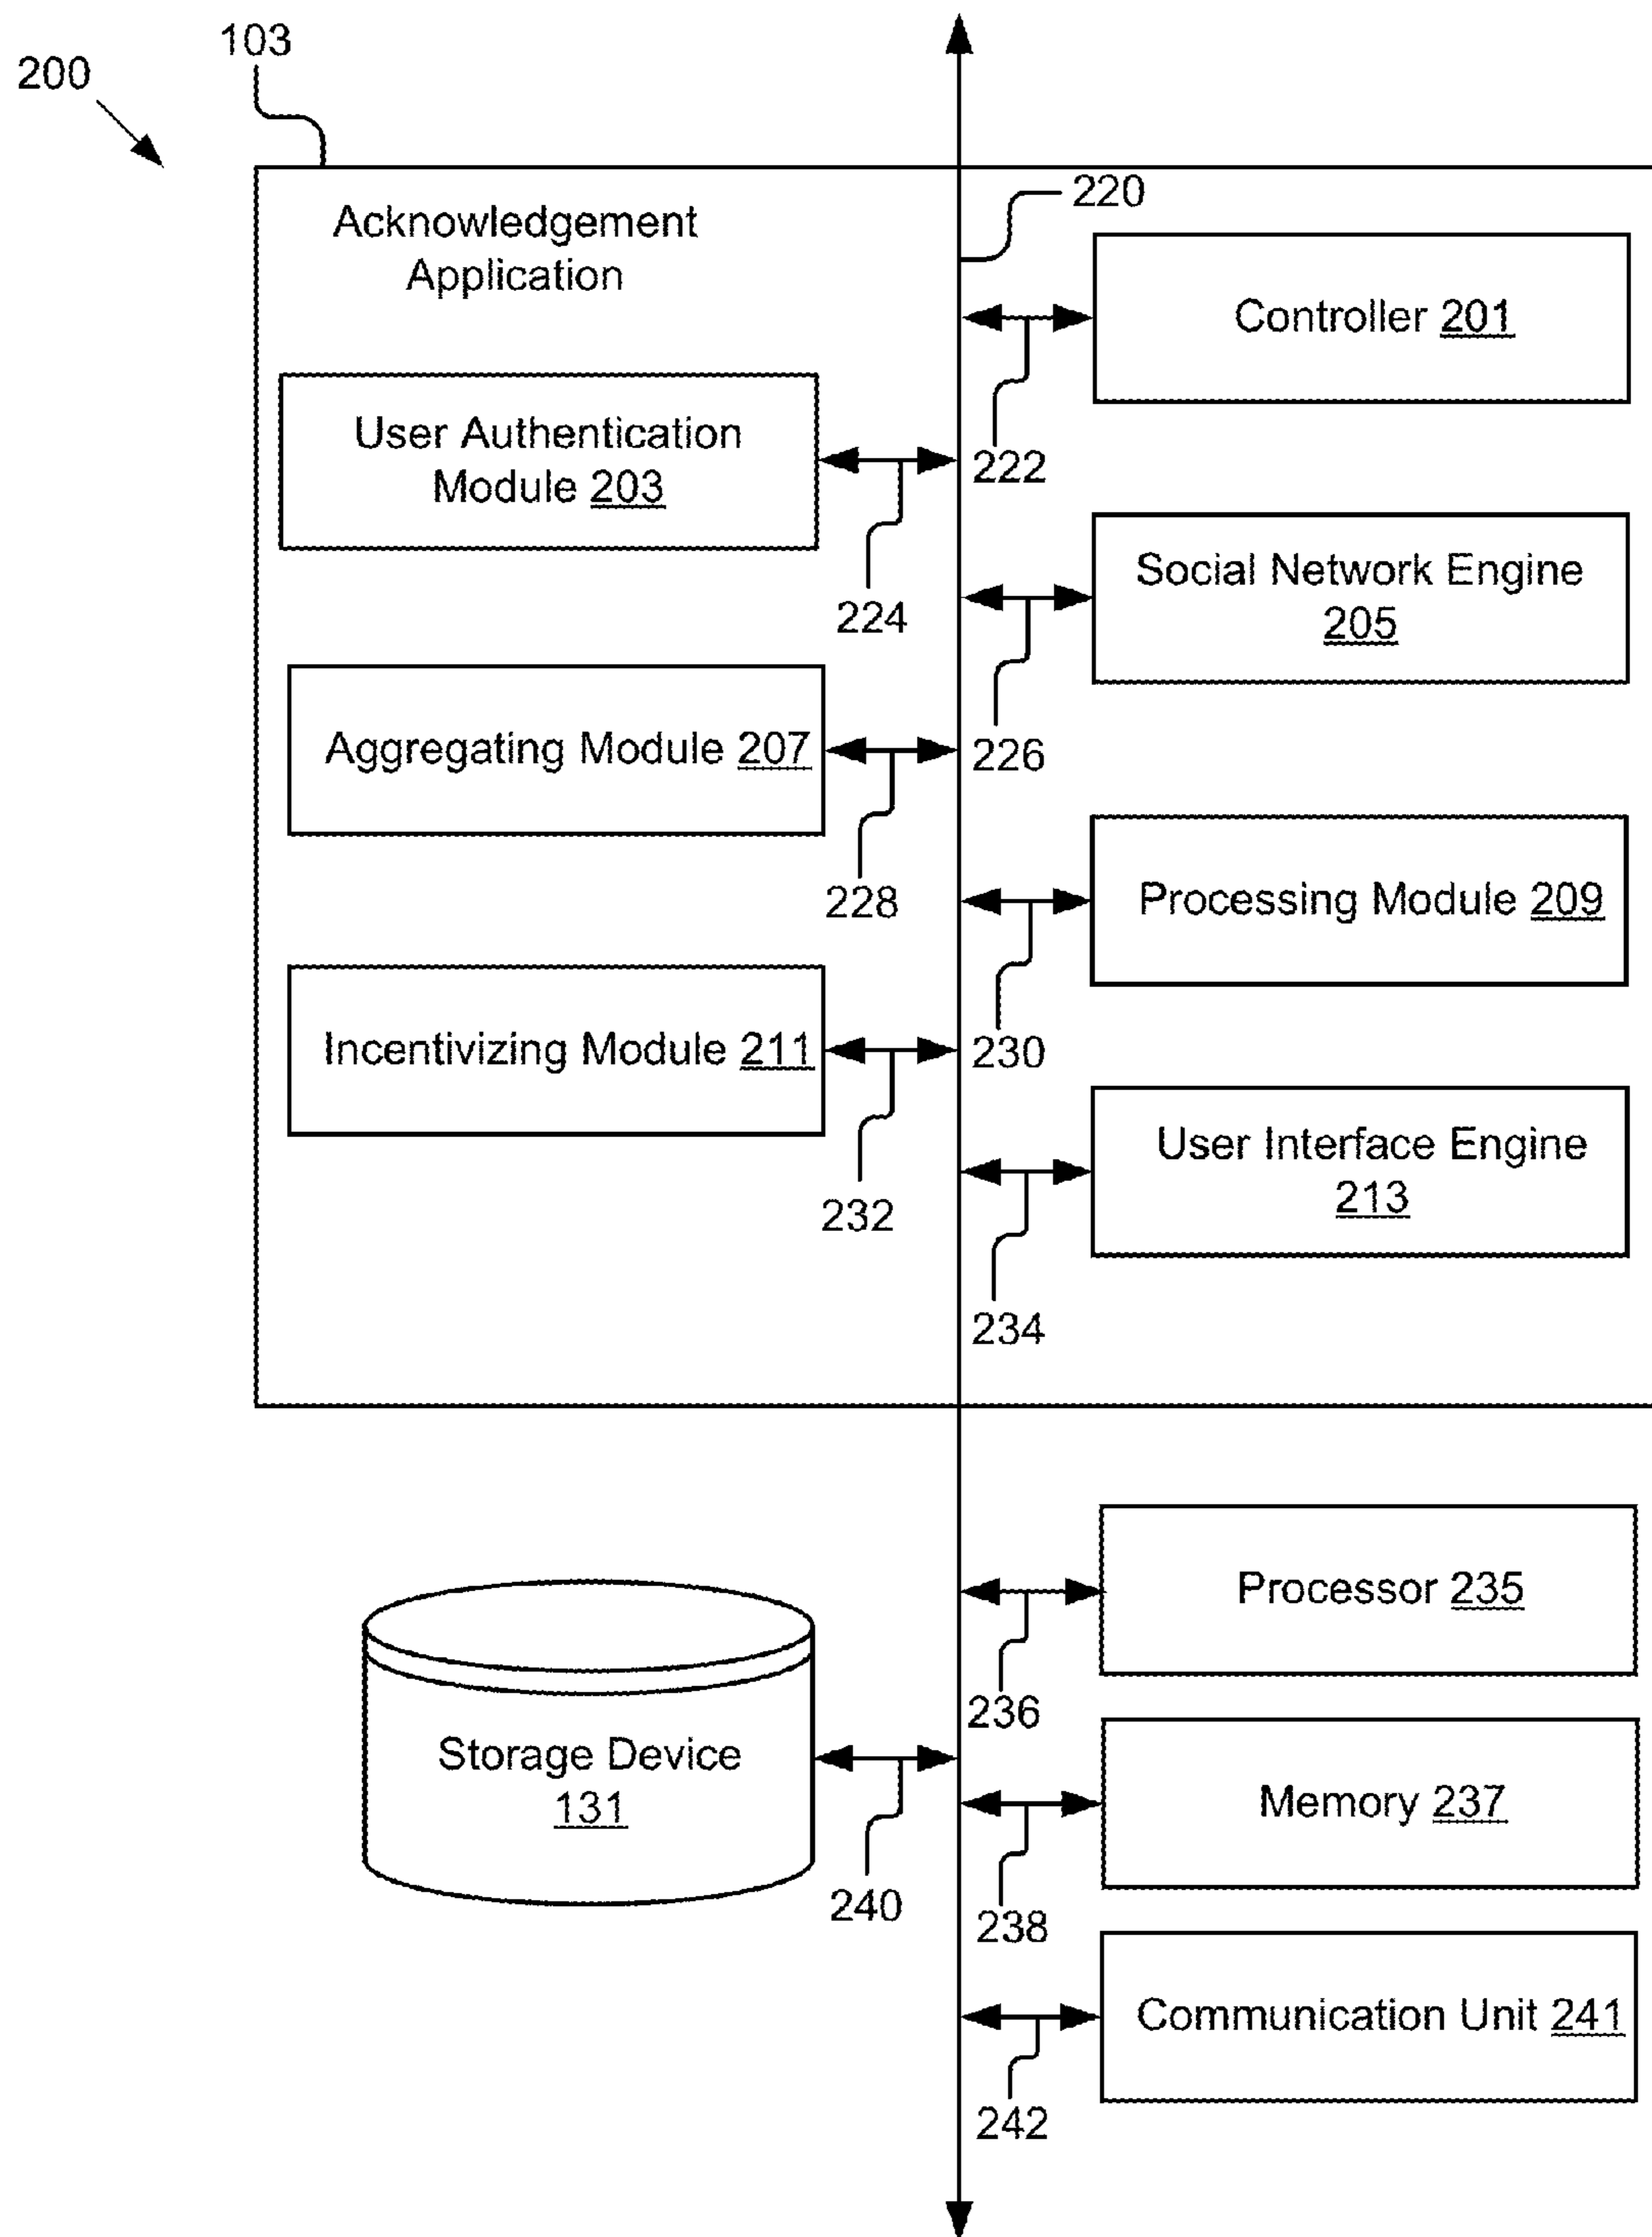 103
200
220
Acknowledgement
Application
Controller 201
222
User Authentication
Module 203
224
Social Network Engine
205
226
Aggregating Module 207
228
Processing Module 209
230
Incentivizing Module 211
232
User Interface Engine
213
234
Processor 235
236
Storage Device
131
240
Memory 237
238
Communication Unit 241
242